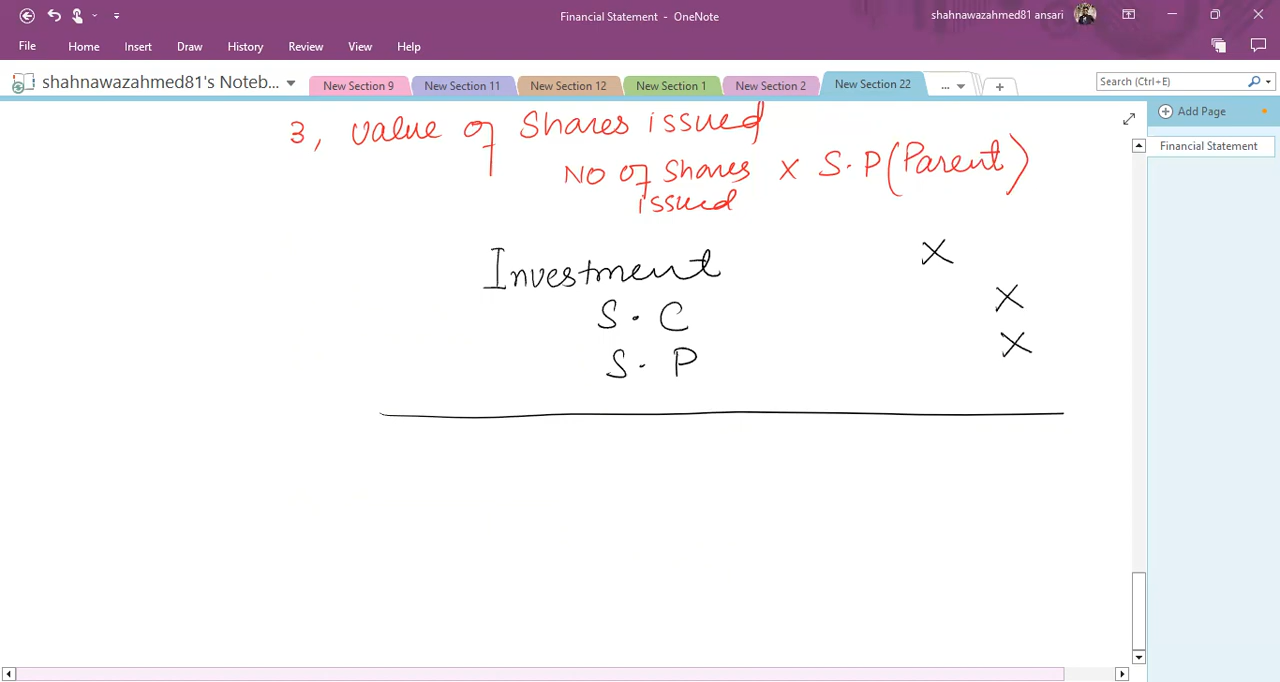 Financial Statement - OneNote
shahnawazahmed81 ansari
File Home Insert Draw History Review View Help
shahnawazahmed81's Noteb... New Section 9 New Section 11 New Section 12 New Section 1 New Section 2 New Section 22 ... + Search (Ctrl+E)
Add Page
Financial Statement
3, Value of Shares issued
NO of Shares X S.P (Parent)
issued
Investment X
S. C X
S. P X